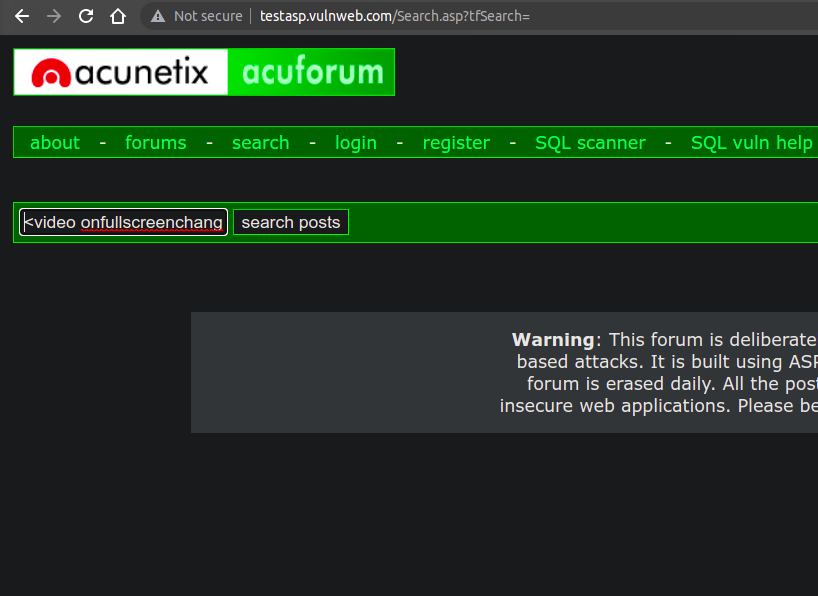 Not secure | testasp.vulnweb.com/Search.asp?tfSearch=
acunetix acuforum
about - forums - search - login - register - SQL scanner - SQL vuln help
<video onfullscreenchang search posts
Warning: This forum is deliberate
based attacks. It is built using ASP
forum is erased daily. All the post
insecure web applications. Please be